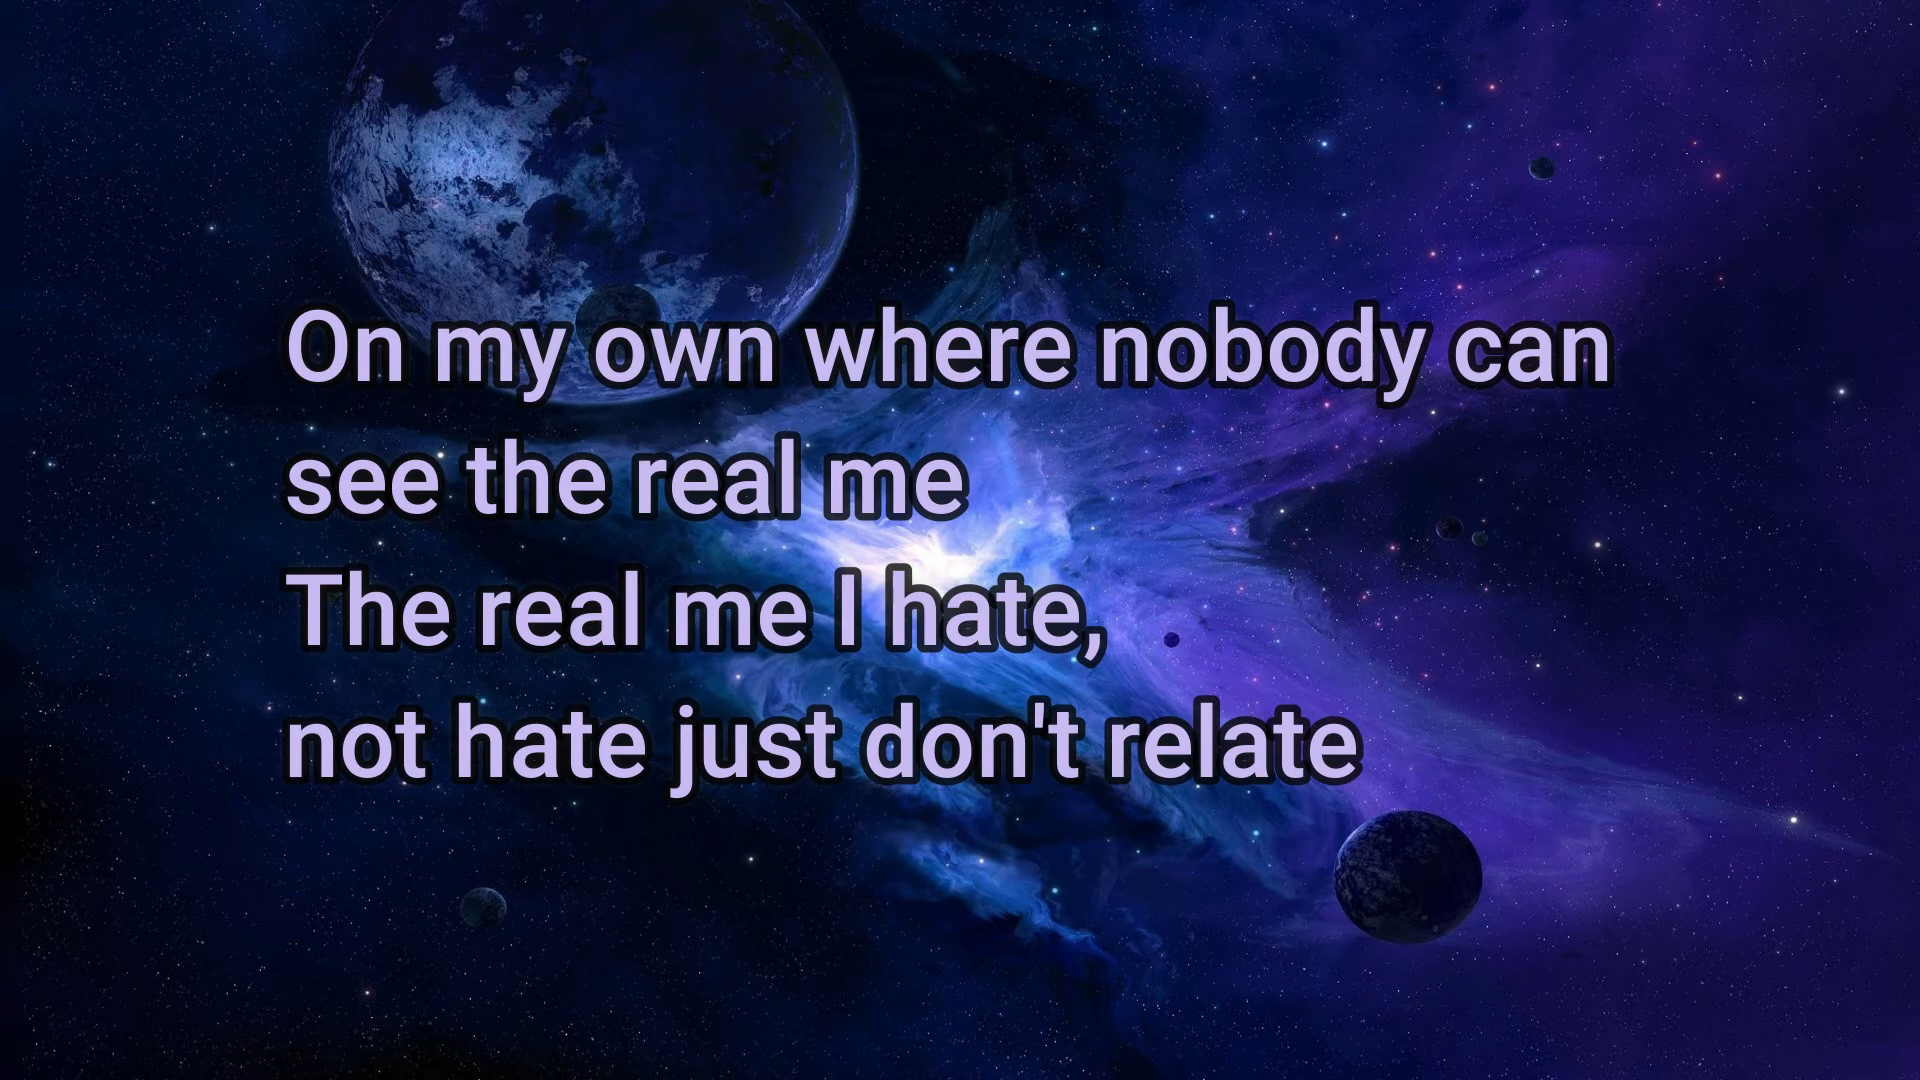 On my own where nobody can
see the real me
The real me I hate,
not hate just don't relate